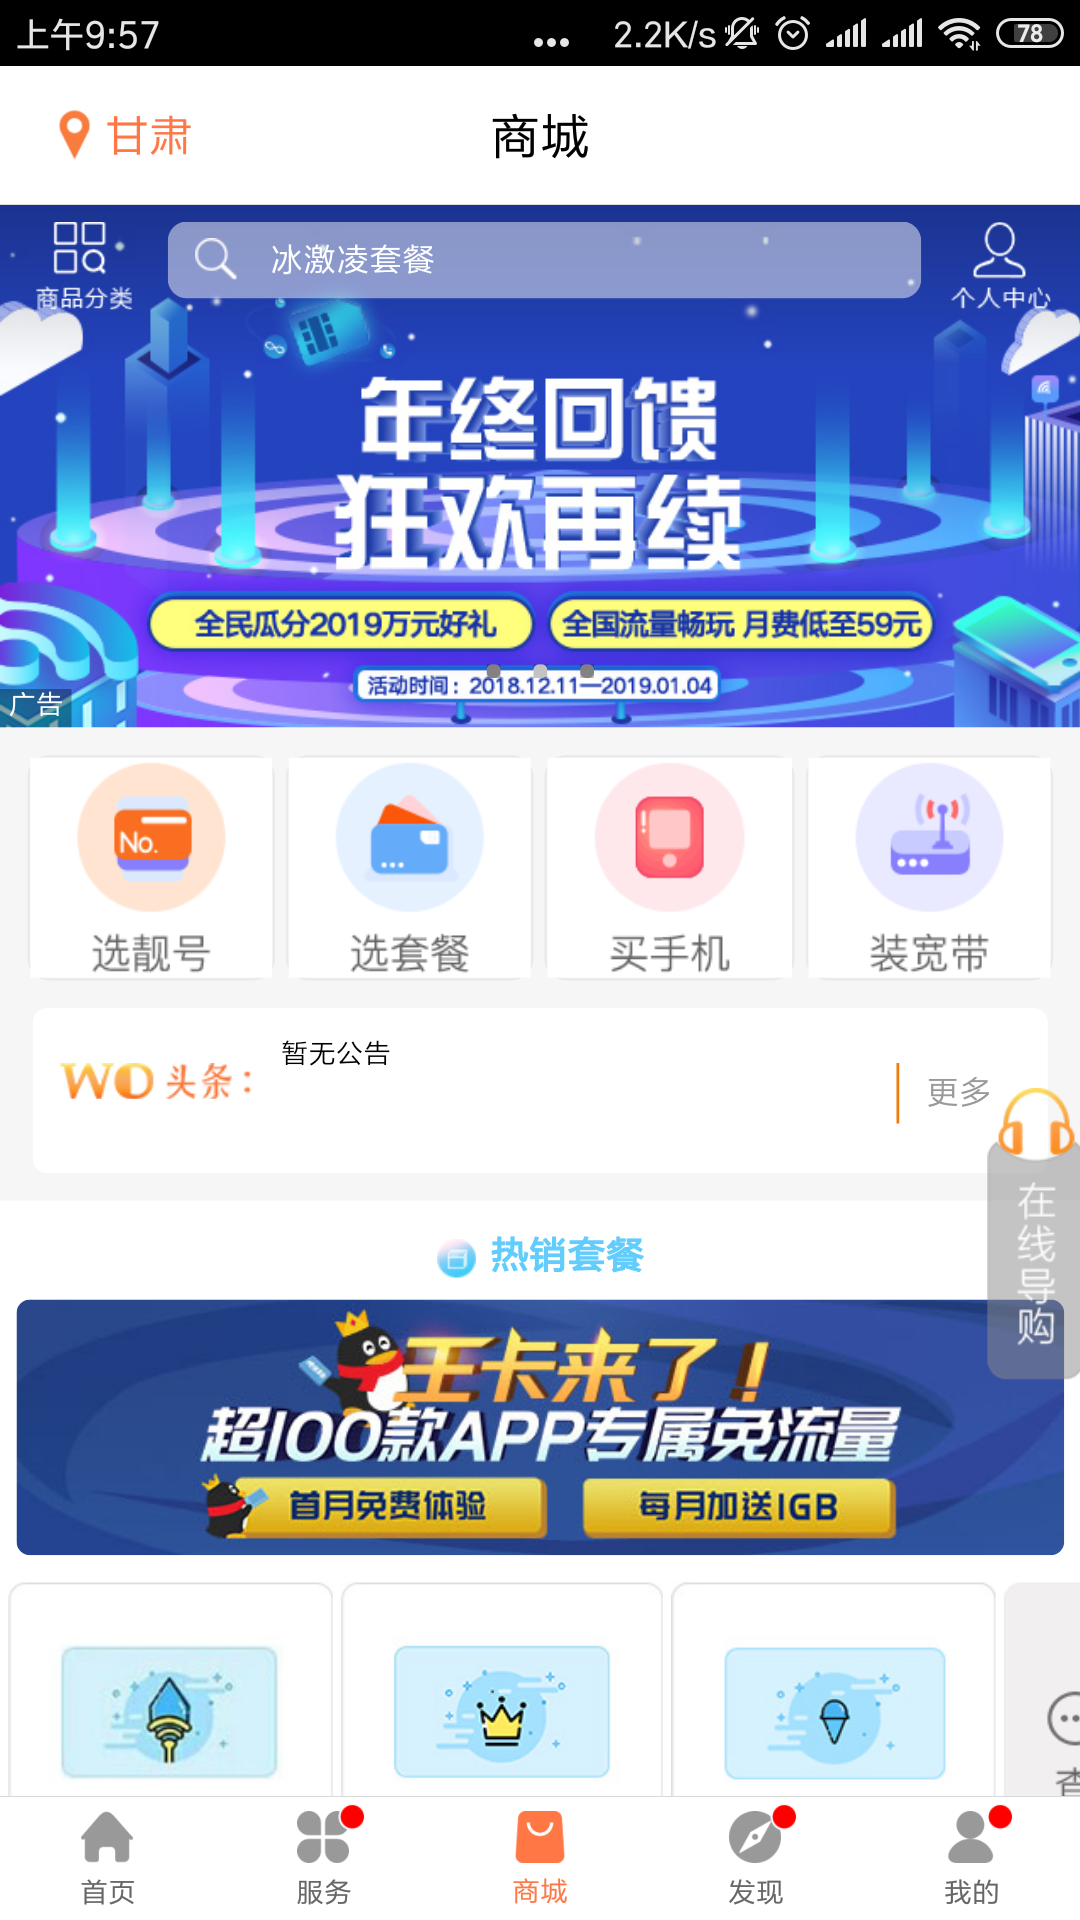 上午9:57
... 2.2K/s 78
甘肃
商城
商品分类
冰激凌套餐
个人中心
年终回馈
狂欢再续
全民瓜分2019万元好礼
全国流量畅玩 月费低至59元
活动时间：2018.12.11—2019.01.04
广告
No.
选靓号
选套餐
买手机
装宽带
WO头条：
暂无公告
更多
在线导购
热销套餐
王卡来了！
超100款APP专属免流量
首月免费体验
每月加送1GB
首页
服务
商城
发现
我的